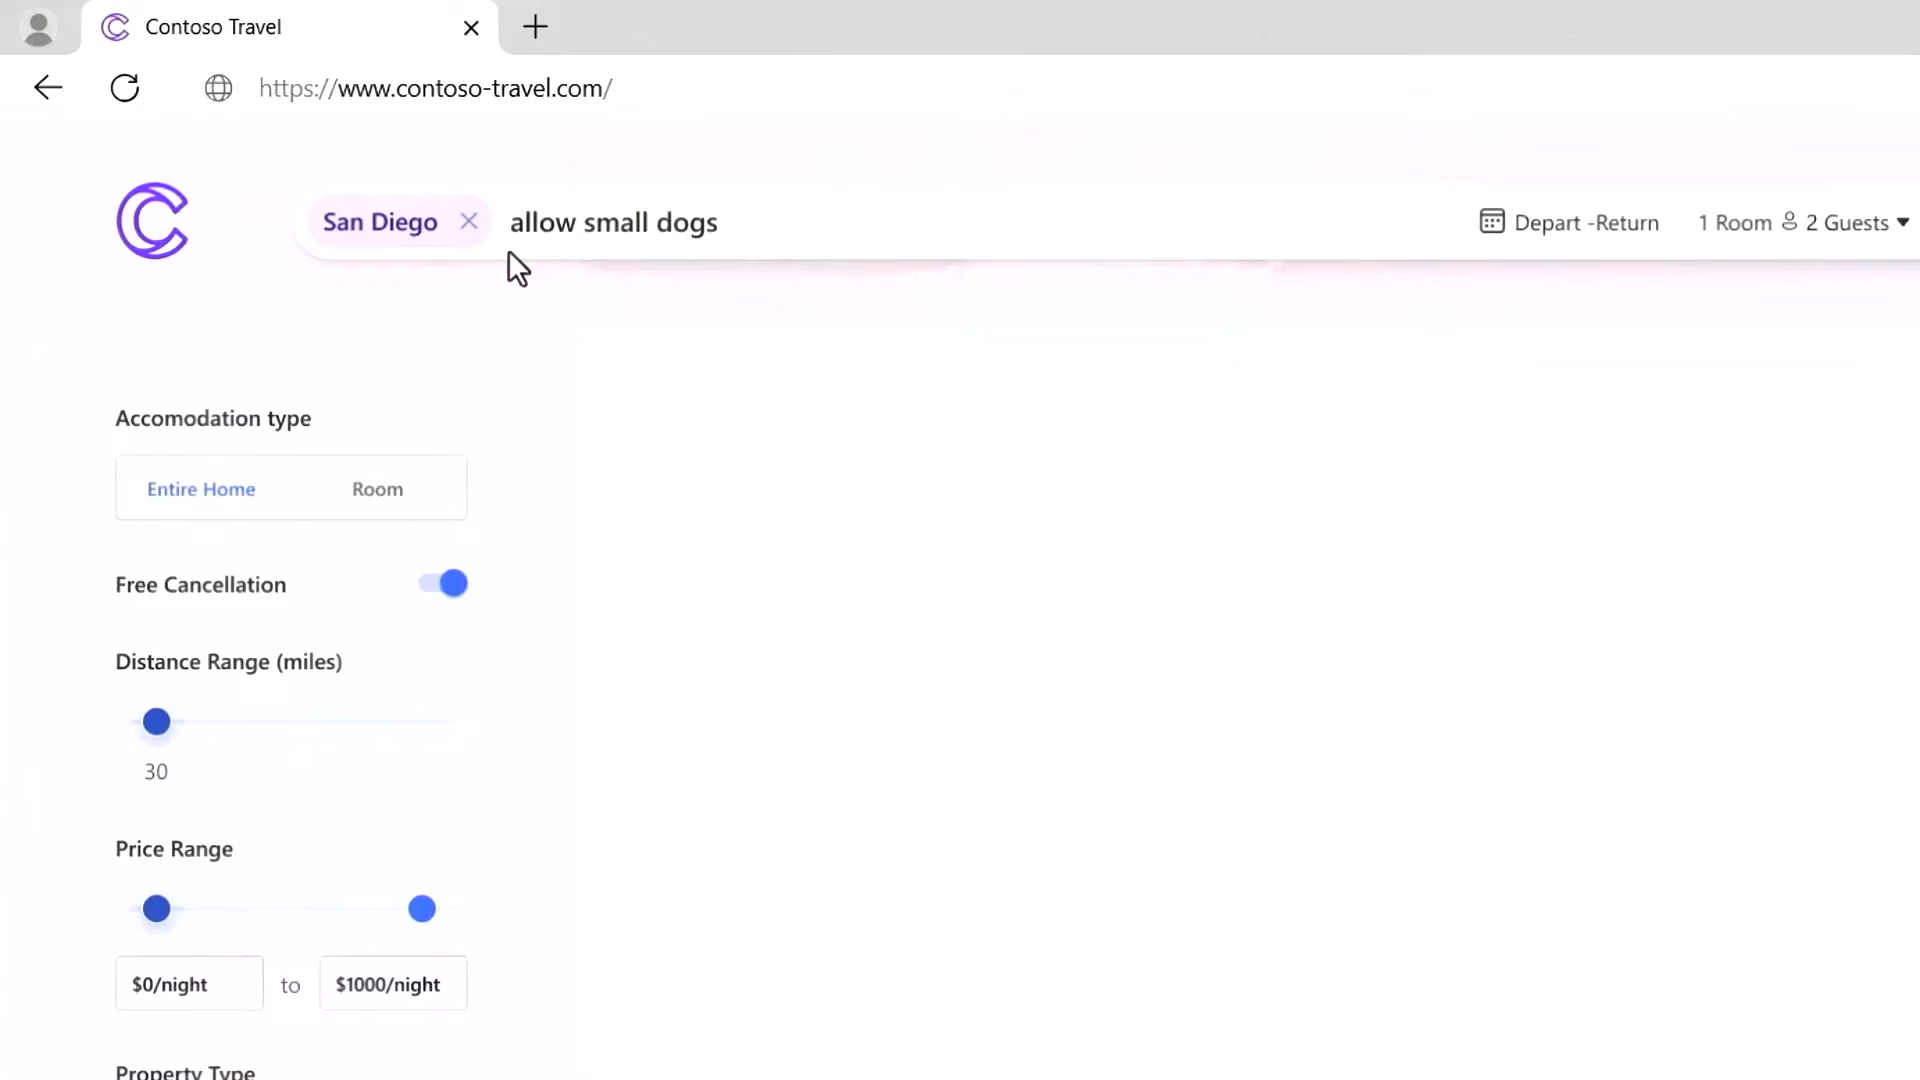 Contoso Travel
https://www.contoso-travel.com/
San Diego allow small dogs Depart -Return 1 Room 2 Guests
Accomodation type
Entire Home Room
Free Cancellation
Distance Range (miles)
30
Price Range
$0/night to $1000/night
Property Type